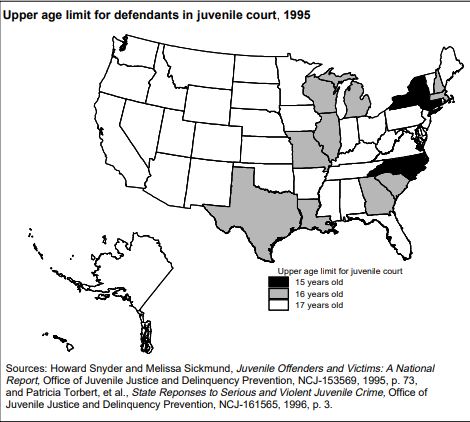 Upper age limit for defendants in juvenile court, 1995
Upper age limit for juvenile court
15 years old
16 years old
17 years old
Sources: Howard Snyder and Melissa Sickmund, Juvenile Offenders and Victims: A National
Report, Office of Juvenile Justice and Delinquency Prevention, NCJ-153569, 1995, p. 73,
and Patricia Torbert, et al., State Reponses to Serious and Violent Juvenile Crime, Office of
Juvenile Justice and Delinquency Prevention, NCJ-161565, 1996, p. 3.